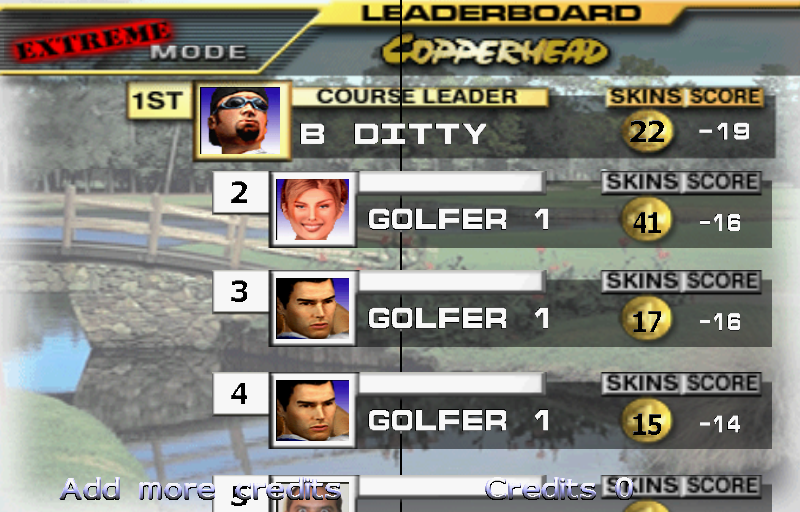 LEADERBOARD
EXTREME MODE
COPPERHEAD
1ST COURSE LEADER SKINS SCORE
B DITTY 22 -19
2 SKINS SCORE
GOLFER 1 41 -16
3 SKINS SCORE
GOLFER 1 17 -16
4 SKINS SCORE
GOLFER 1 15 -14
5 SKINS SCORE
Add more credits Credits 0